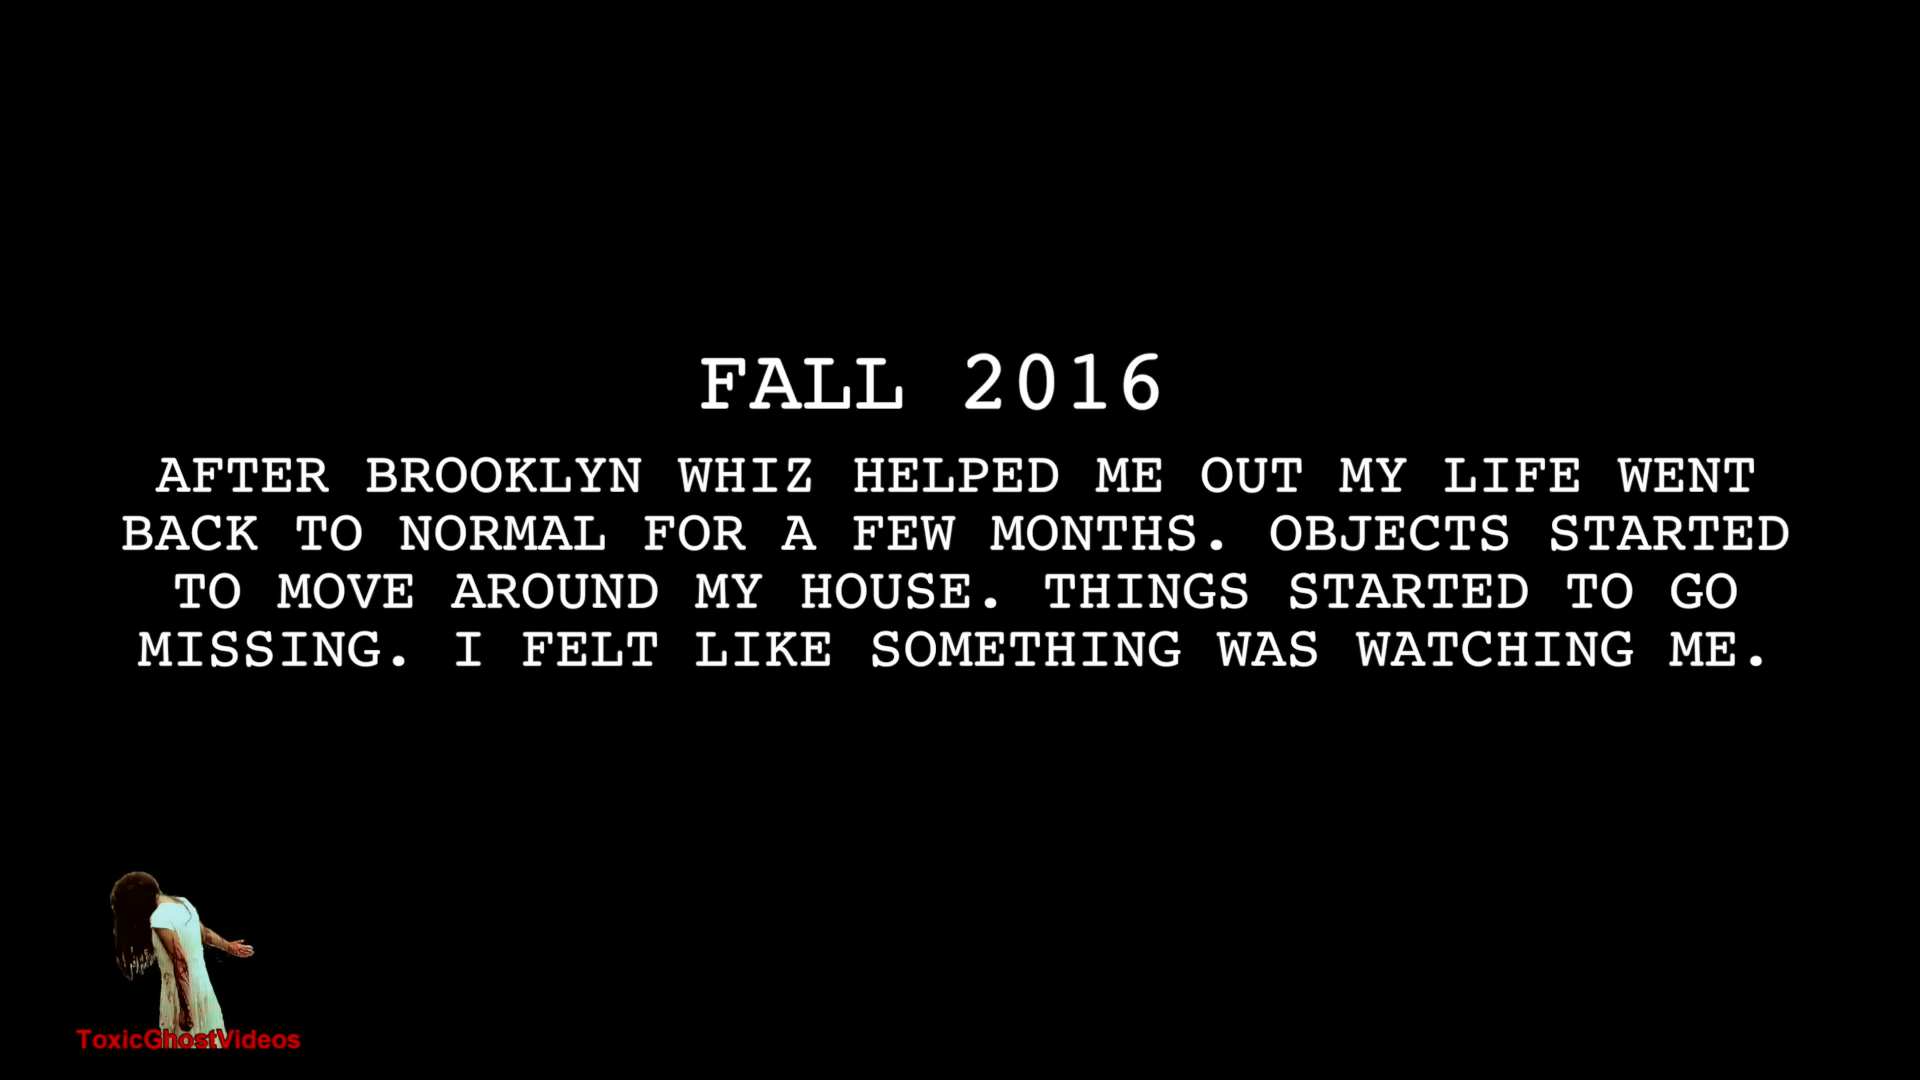 FALL 2016
AFTER BROOKLYN WHIZ HELPED ME OUT MY LIFE WENT
BACK TO NORMAL FOR A FEW MONTHS. OBJECTS STARTED
TO MOVE AROUND MY HOUSE. THINGS STARTED TO GO
MISSING. I FELT LIKE SOMETHING WAS WATCHING ME.
ToxicGhostVideos